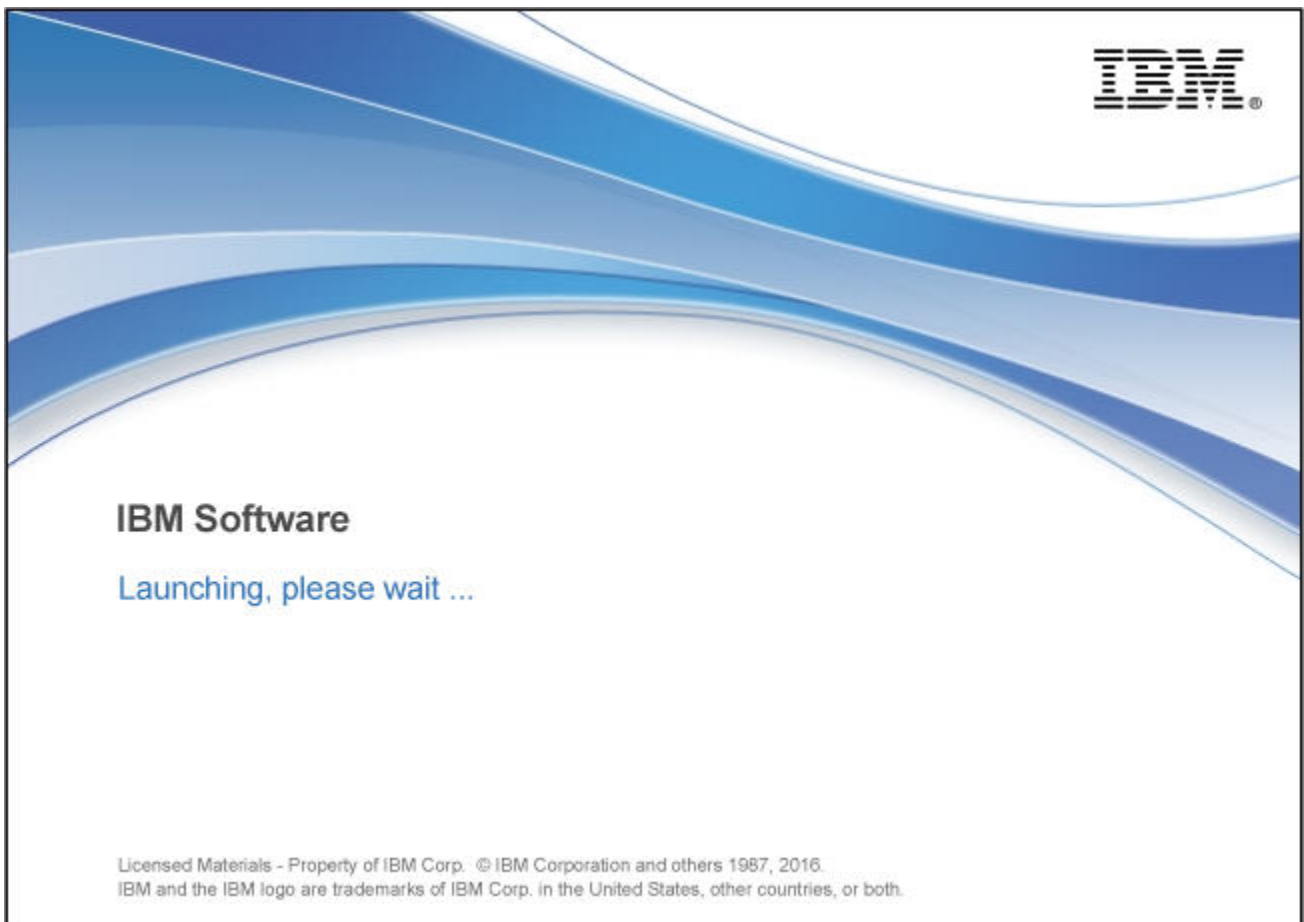 IBM®
IBM Software
Launching, please wait ...
Licensed Materials - Property of IBM Corp. © IBM Corporation and others 1987, 2016.
IBM and the IBM logo are trademarks of IBM Corp. in the United States, other countries, or both.